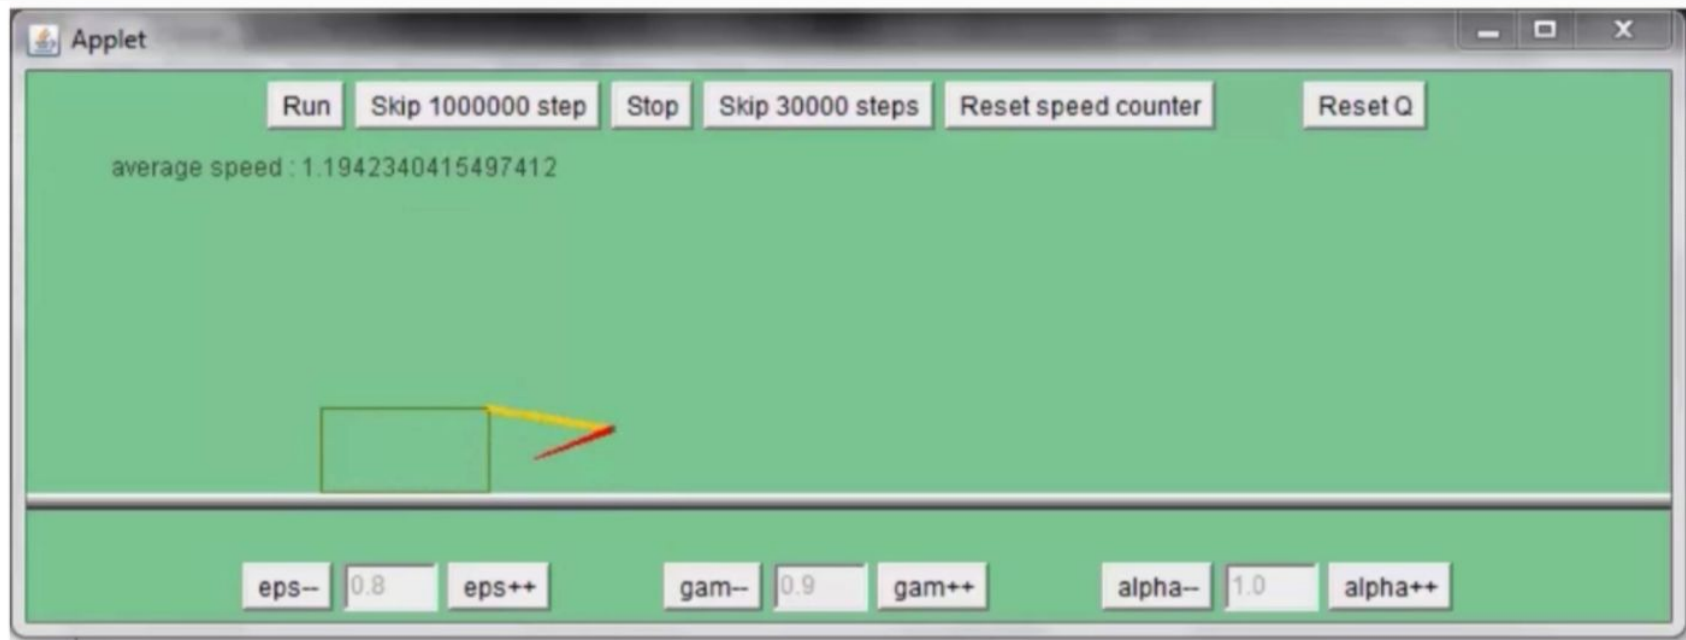 Applet
Run Skip 1000000 step Stop Skip 30000 steps Reset speed counter Reset Q
average speed : 1.1942340415497412
eps-- 0.8 eps++ gam-- 0.9 gam++ alpha-- 1.0 alpha++